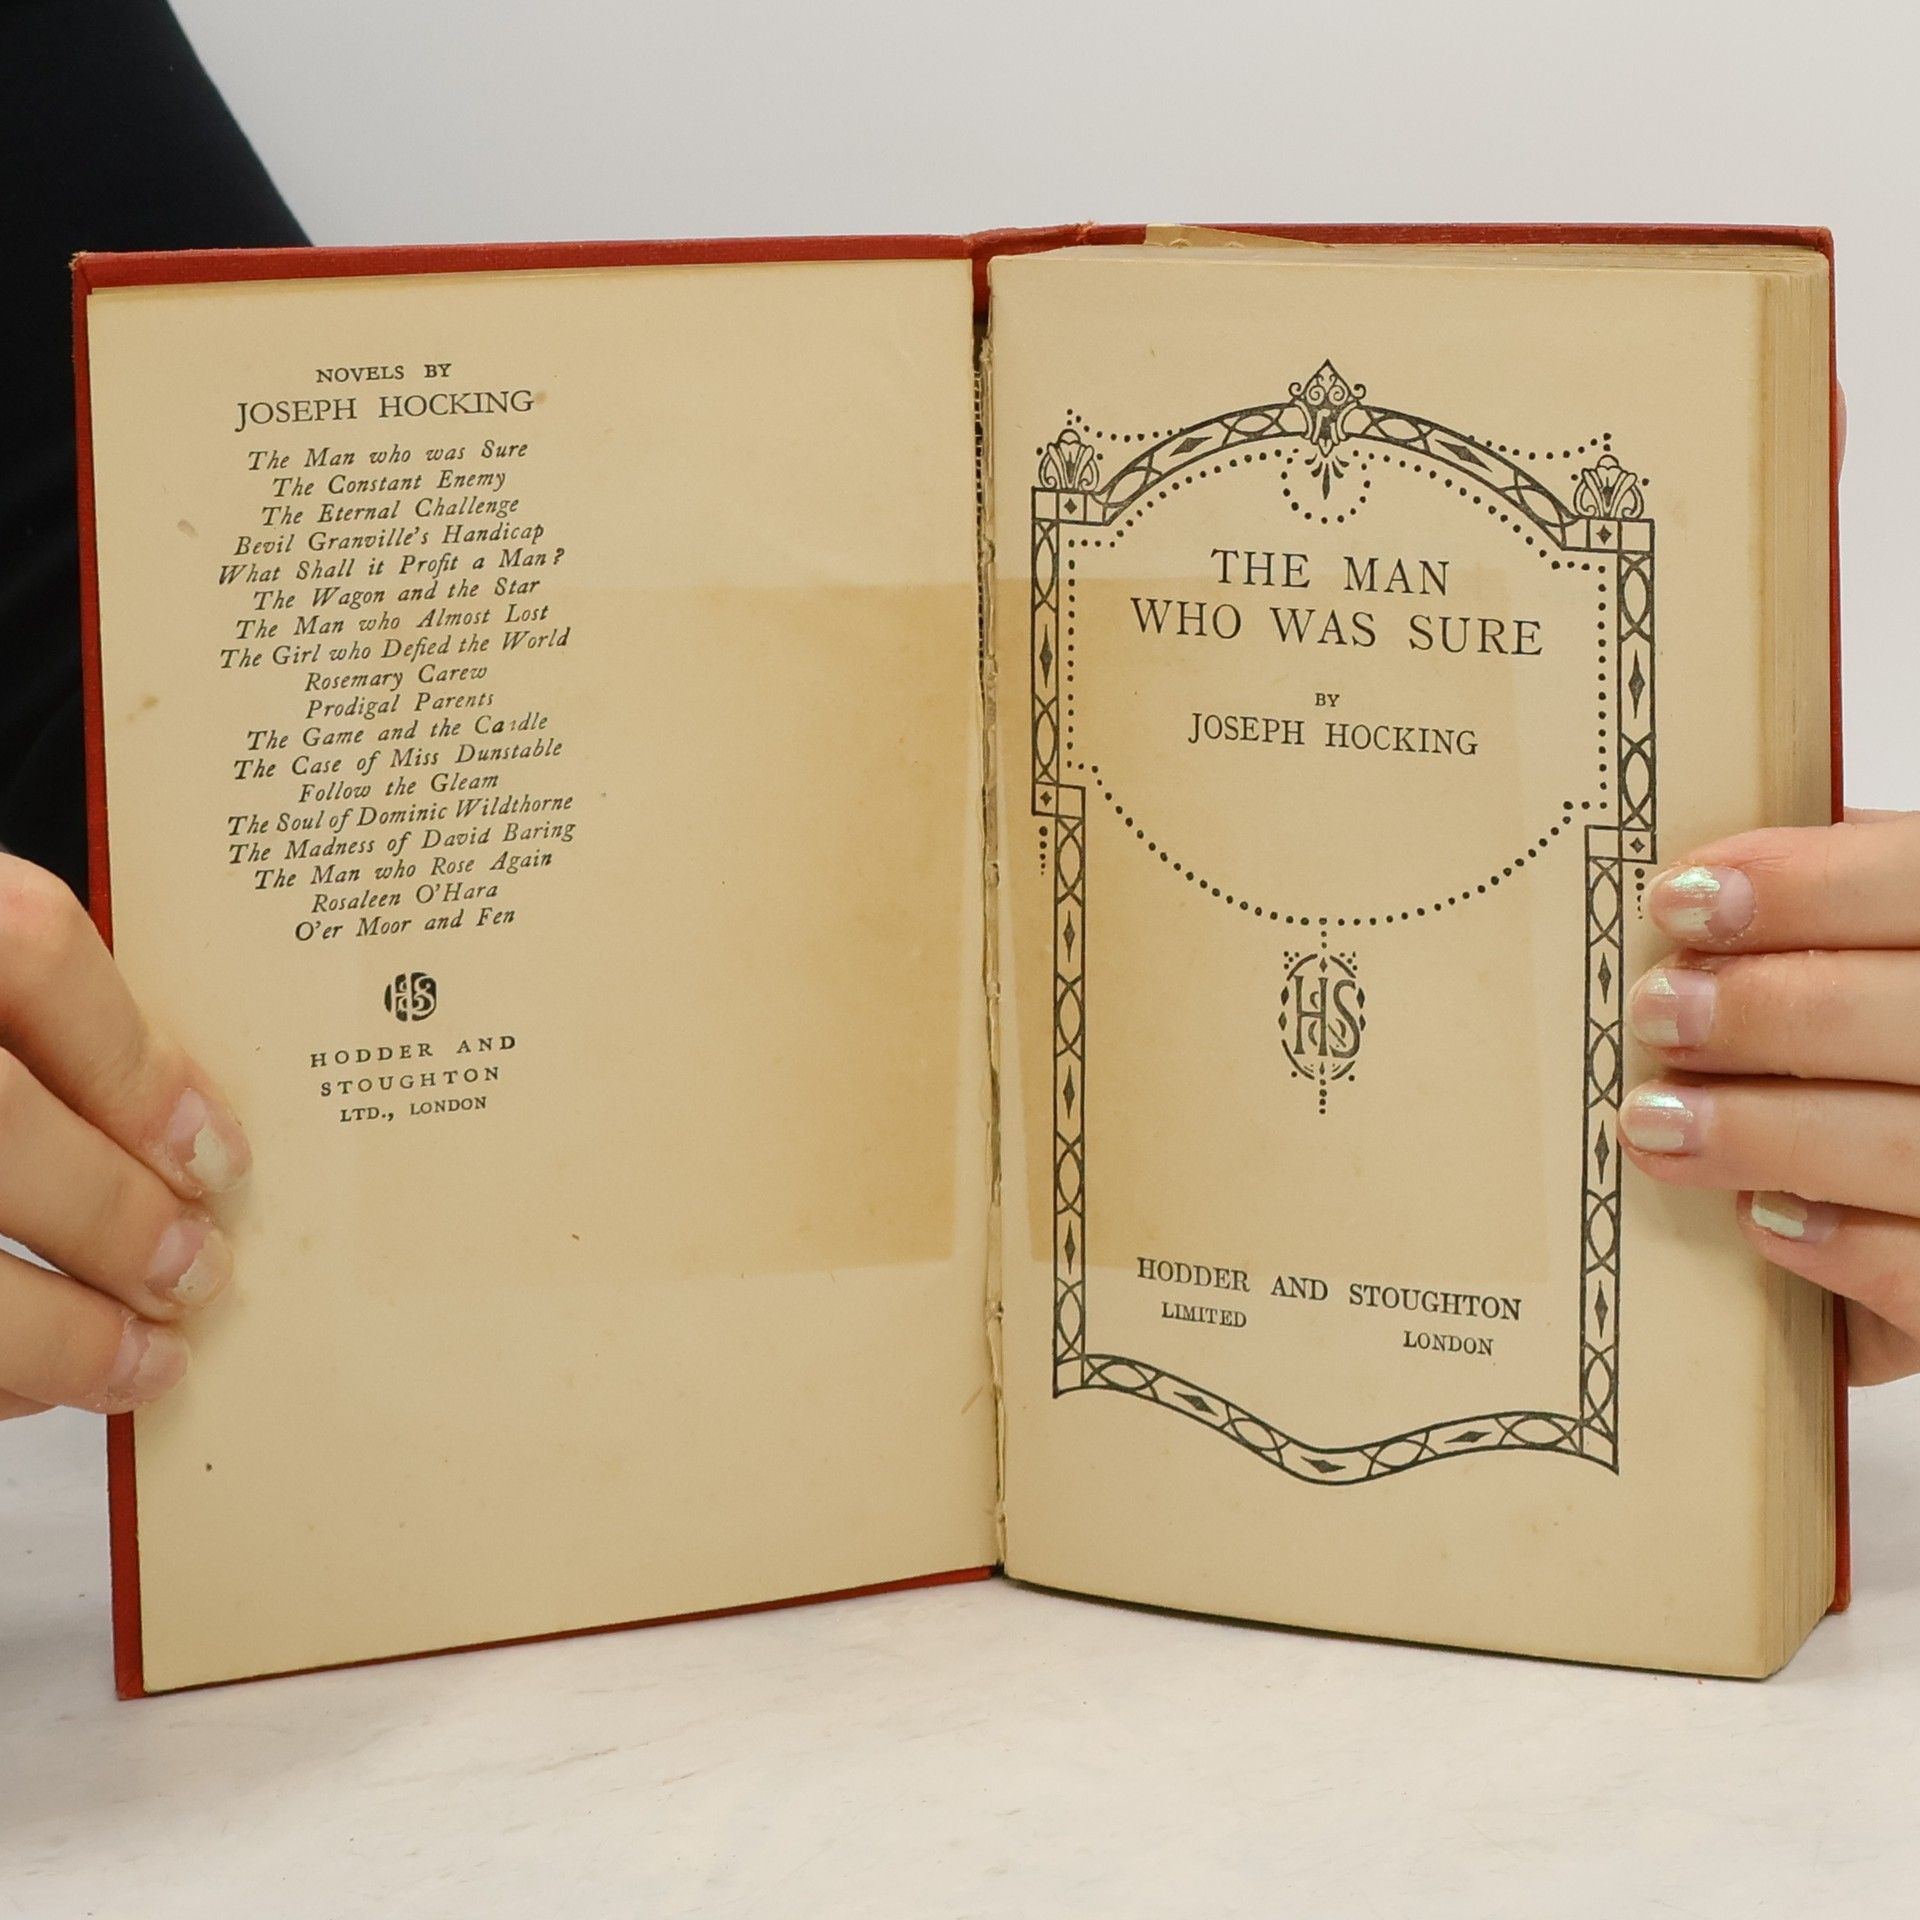 NOVELS BY
JOSEPH HOCKING
The Man who was Sure
The Constant Enemy
The Eternal Challenge
Bevil Granville's Handicap
What Shall it Profit a Man?
The Wagon and the Star
The Man who Almost Lost
The Girl who Defied the World
Rosemary Carew
Prodigal Parents
The Game and the Candle
The Case of Miss Dunstable
Follow the Gleam
The Soul of Dominic Wildthorne
The Madness of David Baring
The Man who Rose Again
Rosaleen O'Hara
O'er Moor and Fen
H&S
HODDER AND
STOUGHTON
LTD., LONDON
THE MAN
WHO WAS SURE
BY
JOSEPH HOCKING
H&S
HODDER AND STOUGHTON
LIMITED
LONDON